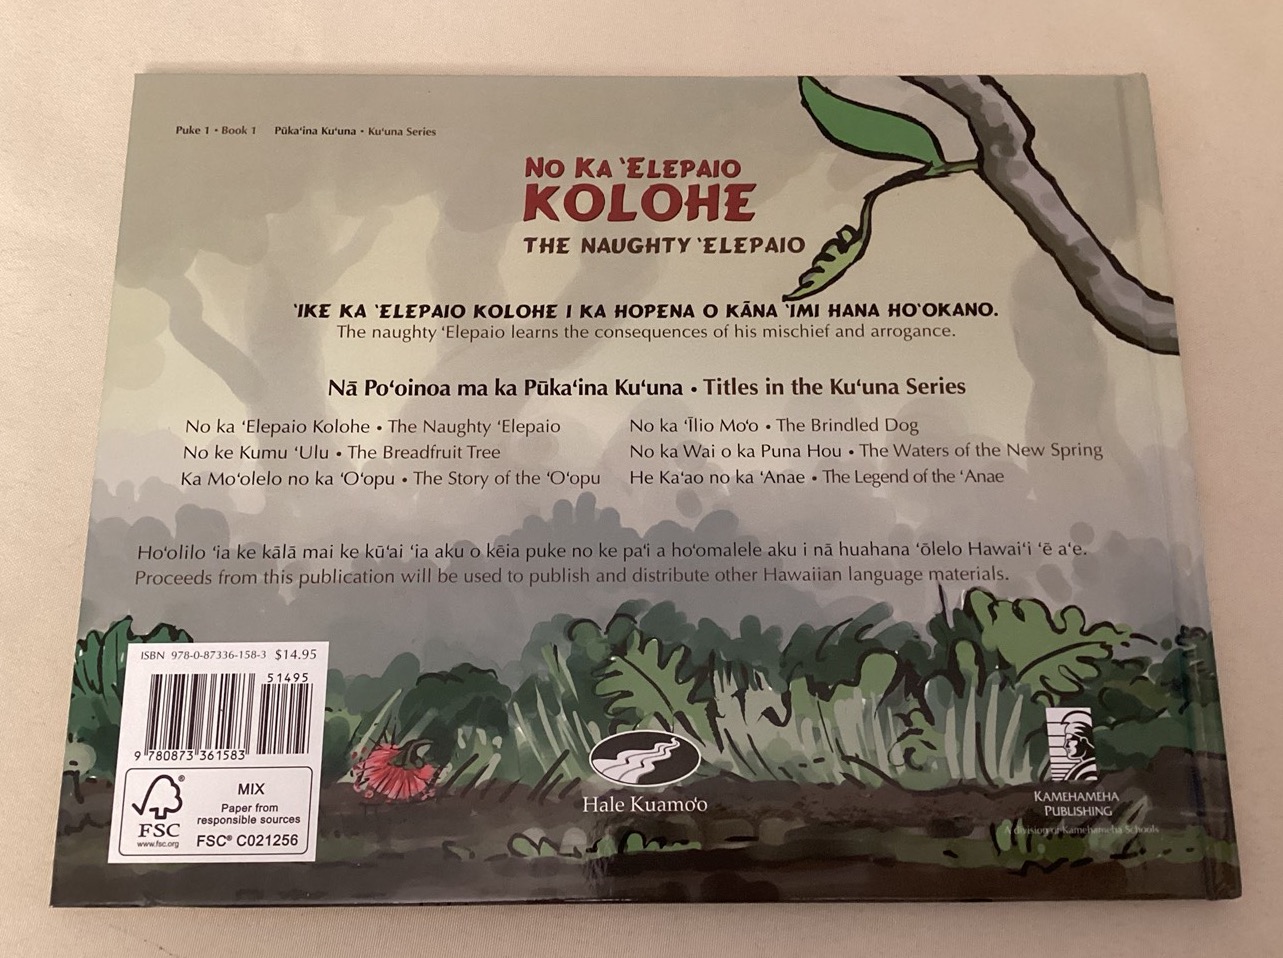 Puke 1 • Book 1 Pūkaʻina Kuʻuna • Kuʻuna Series
NO KA ʻELEPAIO
KOLOHE
THE NAUGHTY ʻELEPAIO
ʻIKE KA ʻELEPAIO KOLOHE I KA HOPENA O KĀNA ʻIMI HANA HOʻOKANO.
The naughty ʻElepaio learns the consequences of his mischief and arrogance.
Nā Poʻoinoa ma ka Pūkaʻina Kuʻuna • Titles in the Kuʻuna Series
No ka ʻElepaio Kolohe • The Naughty ʻElepaio
No ke Kumu ʻUlu • The Breadfruit Tree
Ka Moʻolelo no ka ʻOʻopu • The Story of the ʻOʻopu
No ka ʻĪlio Moʻo • The Brindled Dog
No ka Wai o ka Puna Hou • The Waters of the New Spring
He Kaʻao no ka ʻAnae • The Legend of the ʻAnae
Hoʻolilo ʻia ke kālā mai ke kūʻai ʻia aku o kēia puke no ke paʻi a hoʻomalele aku i nā huahana ʻōlelo Hawaiʻi ʻē aʻe.
Proceeds from this publication will be used to publish and distribute other Hawaiian language materials.
ISBN 978-0-87336-158-3 $14.95
51495
9 780873 361583
FSC®
www.fsc.org
MIX
Paper from
responsible sources
FSC® C021256
Hale Kuamoʻo
KAMEHAMEHA
PUBLISHING
A division of Kamehameha Schools